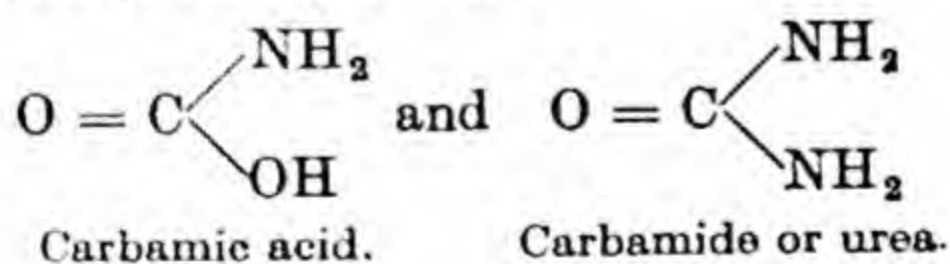 NH₂ NH₂
O = C and O = C
OH NH₂
Carbamic acid. Carbamide or urea.